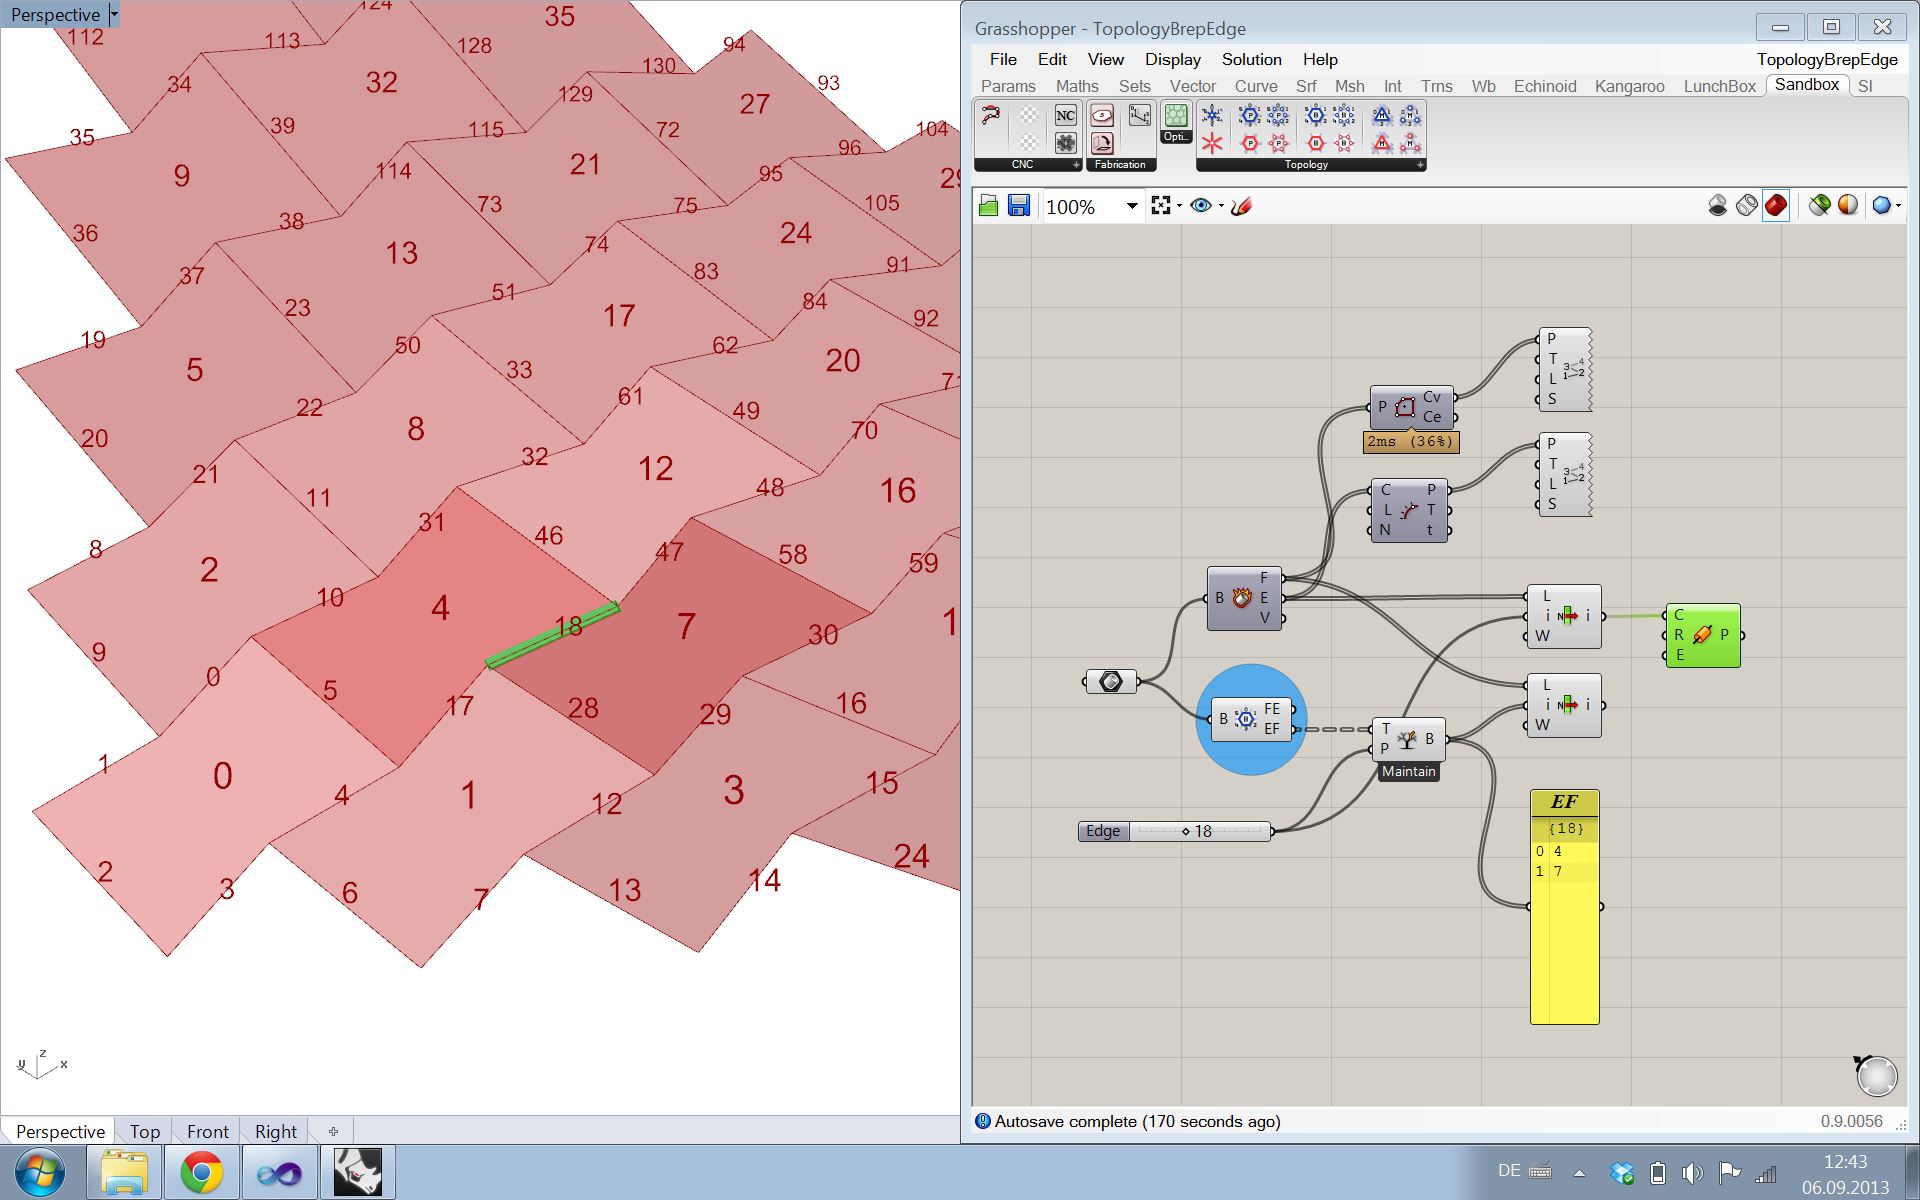 Perspective
124
35
112
113
128
94
130
93
34
32
129
27
39
115
72
104
35
96
9
114
21
95
29
73
105
38
75
36
13
24
37
74
91
83
23
51
84
19
17
92
50
62
5
33
20
71
22
61
49
8
20
70
32
12
21
48
16
11
31
46
47
58
8
59
2
10
4
18
7
30
1
9
0
5
17
28
29
16
1
0
4
1
12
3
15
2
3
6
7
13
14
24
z
y x
Perspective Top Front Right
Grasshopper - TopologyBrepEdge
File Edit View Display Solution Help TopologyBrepEdge
Params Maths Sets Vector Curve Srf Msh Int Trns Wb Echinoid Kangaroo LunchBox Sandbox SI
NC
Opti...
CNC Fabrication Topology
100%
P
T
L
S
P Cv
Ce
2ms (36%)
P
T
L
S
C P
L T
N t
F
B E
V
L
i N i
W
C
R P
E
B FE
EF
T B
P
Maintain
L
i N i
W
Edge 18
EF
{18}
0 4
1 7
Autosave complete (170 seconds ago) 0.9.0056
DE
12:43
06.09.2013